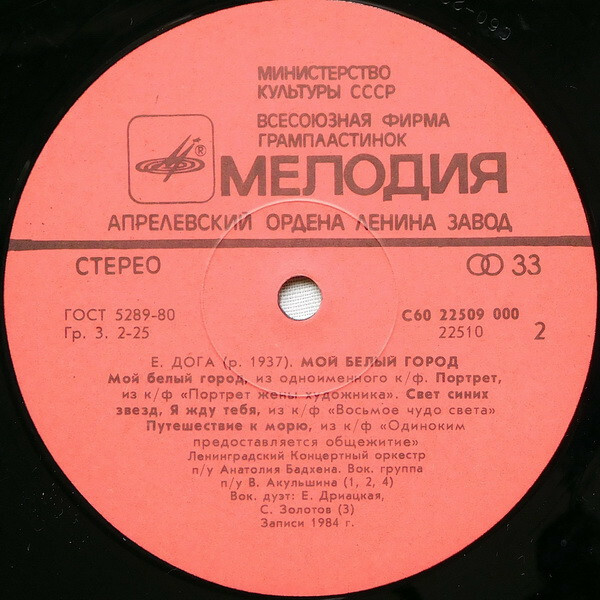 МИНИСТЕРСТВО
КУЛЬТУРЫ СССР
ВСЕСОЮЗНАЯ ФИРМА
ГРАМПЛАСТИНОК
®
МЕЛОДИЯ
АПРЕЛЕВСКИЙ ОРДЕНА ЛЕНИНА ЗАВОД
СТЕРЕО 33
ГОСТ 5289-80 С60 22509 000
Гр. 3. 2-25 22510 2
Е. ДОГА (р. 1937). МОЙ БЕЛЫЙ ГОРОД
Мой белый город, из одноименного к/ф. Портрет,
из к/ф «Портрет жены художника». Свет синих
звезд, Я жду тебя, из к/ф «Восьмое чудо света»
Путешествие к морю, из к/ф «Одиноким
предоставляется общежитие»
Ленинградский Концертный оркестр
п/у Анатолия Бадхена. Вок. группа
п/у В. Акульшина (1, 2, 4)
Вок. дуэт: Е. Дриацкая,
С. Золотов (3)
Записи 1984 г.